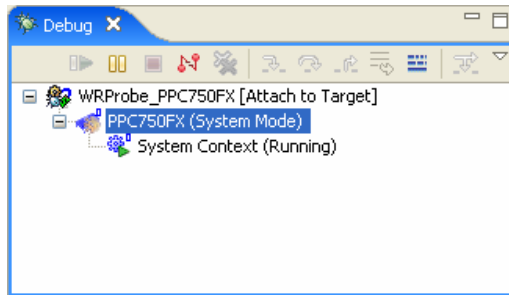 Debug
WRProbe_PPC750FX [Attach to Target]
PPC750FX (System Mode)
System Context (Running)